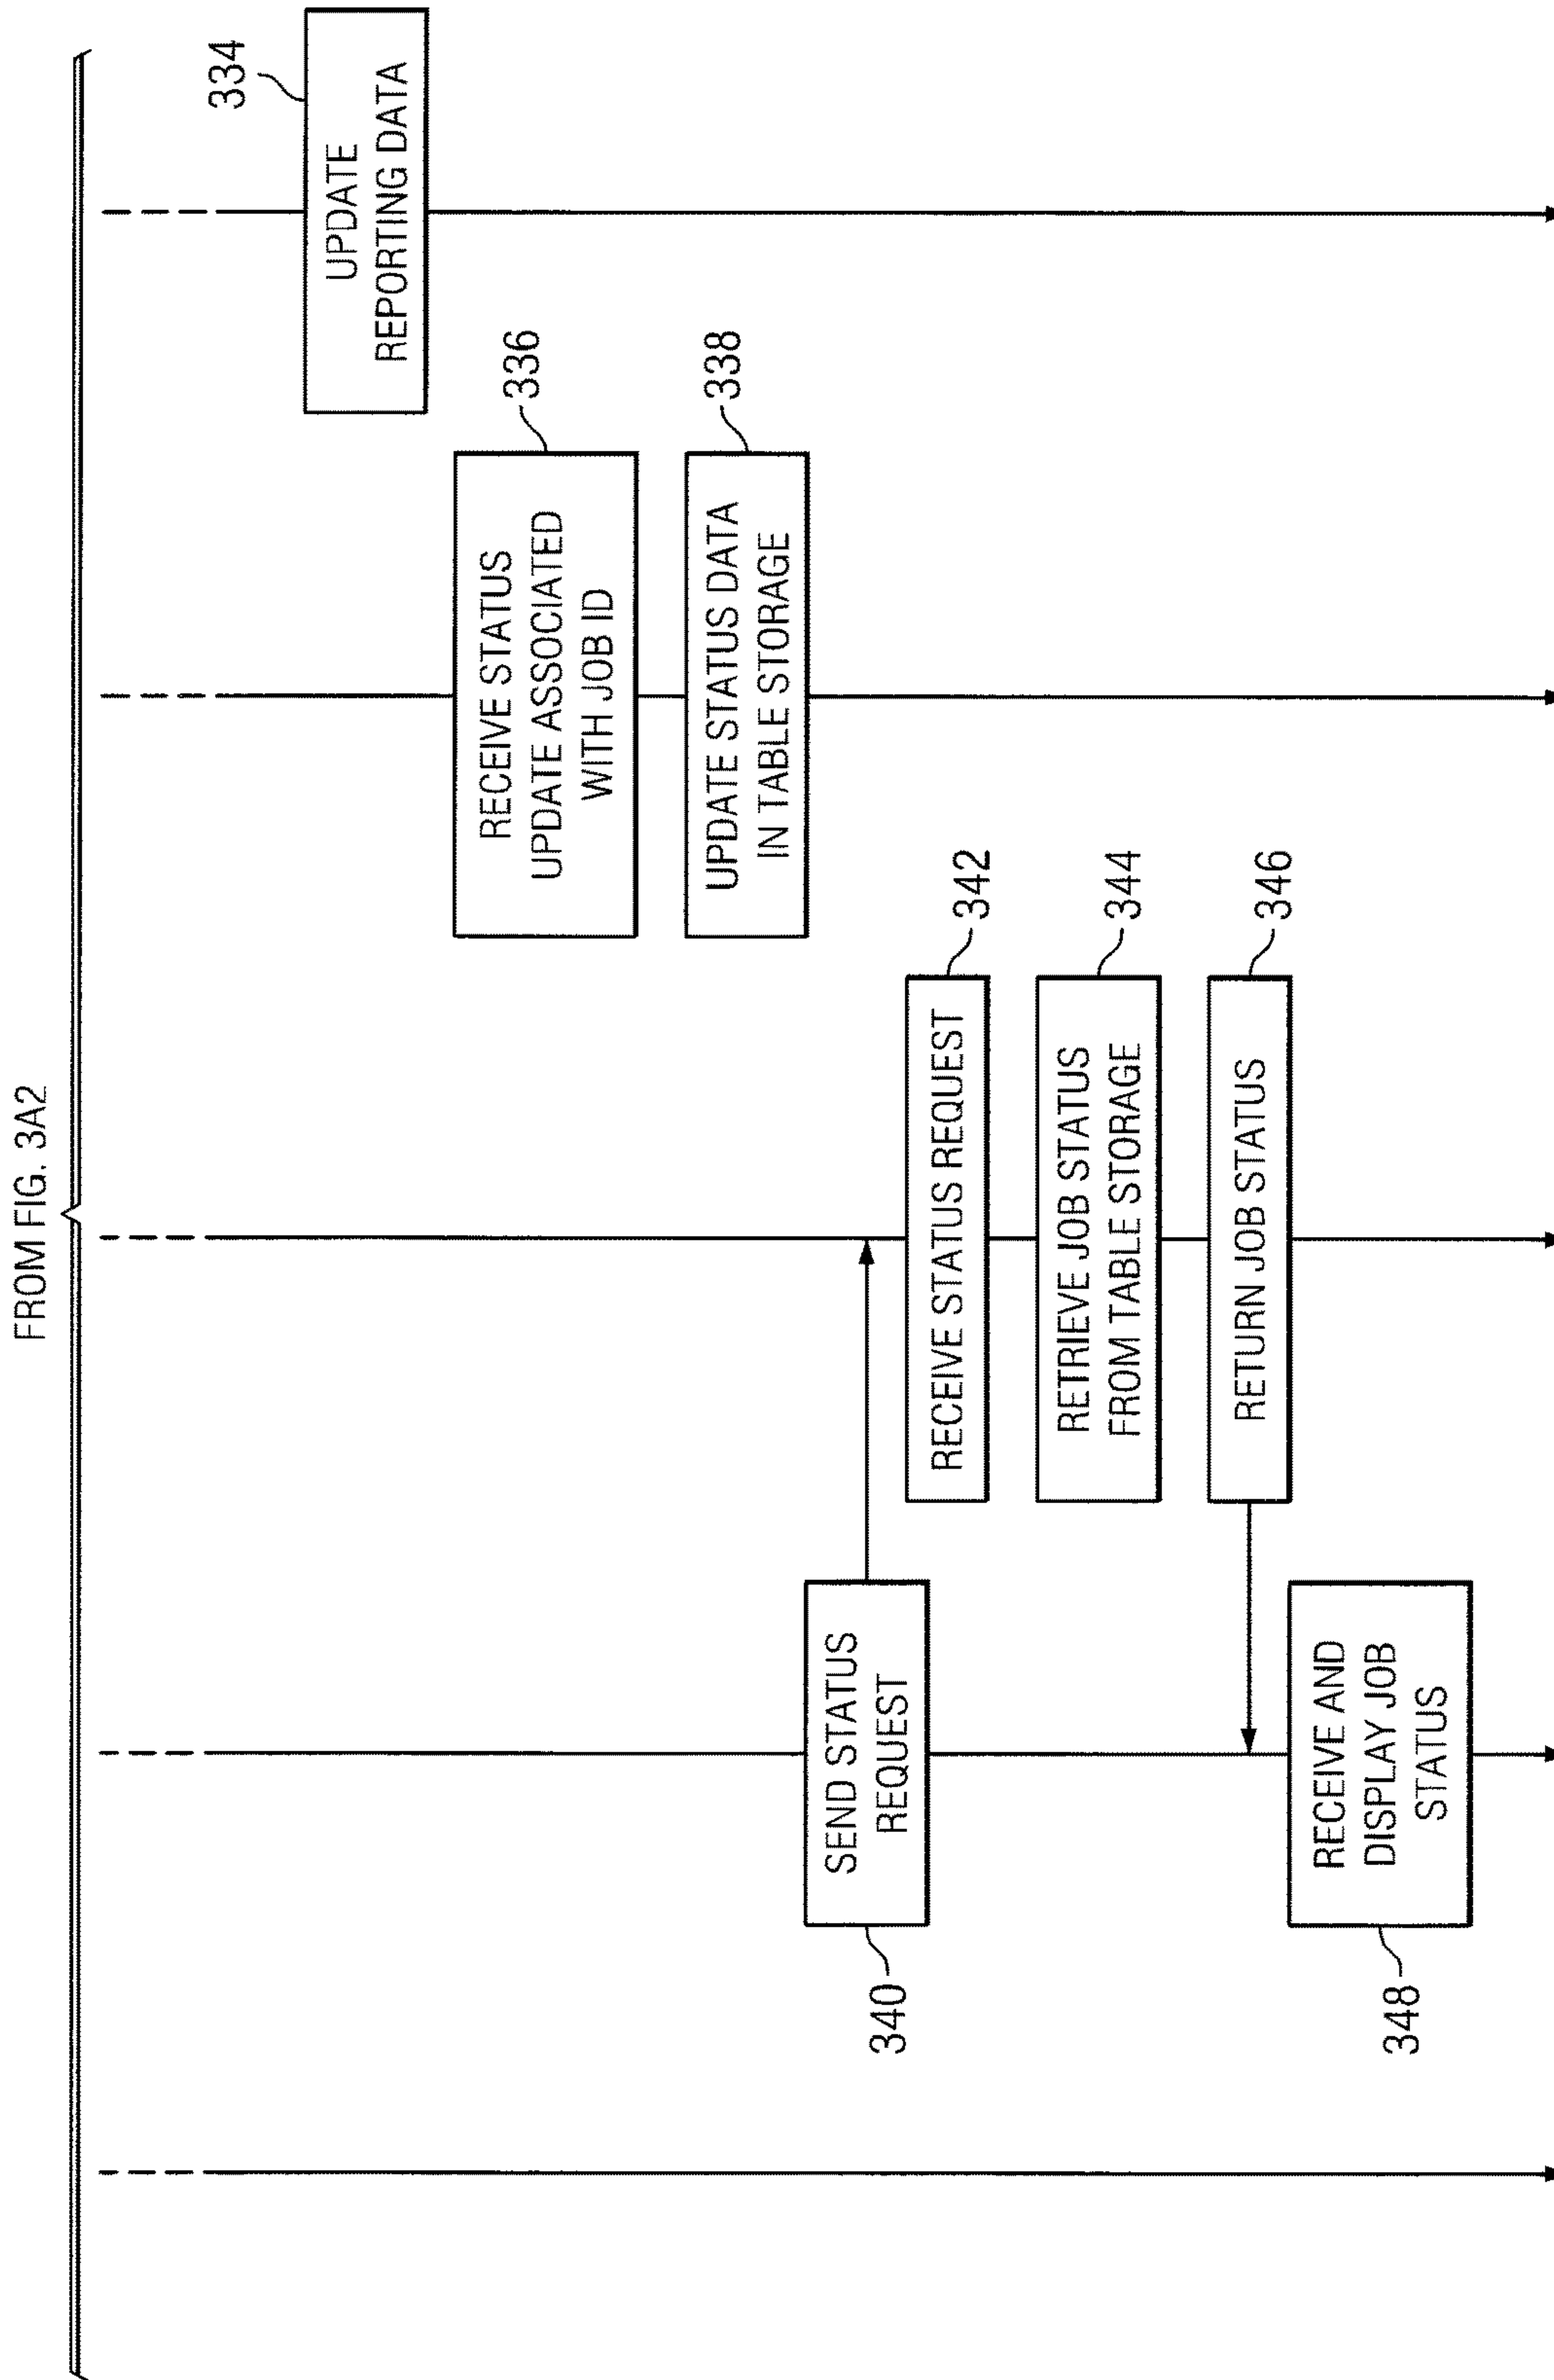 FROM FIG. 3A2
334
UPDATE
REPORTING DATA
336
RECEIVE STATUS
UPDATE ASSOCIATED
WITH JOB ID
338
UPDATE STATUS DATA
IN TABLE STORAGE
340
SEND STATUS
REQUEST
342
RECEIVE STATUS REQUEST
344
RETRIEVE JOB STATUS
FROM TABLE STORAGE
346
RETURN JOB STATUS
348
RECEIVE AND
DISPLAY JOB
STATUS